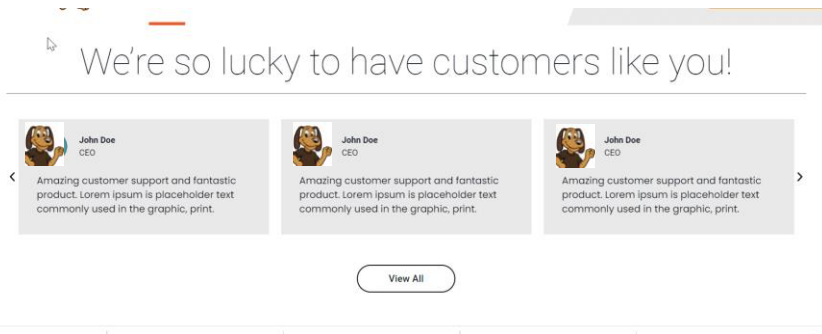 We're so lucky to have customers like you!
John Doe
CEO
Amazing customer support and fantastic
product. Lorem ipsum is placeholder text
commonly used in the graphic, print.
John Doe
CEO
Amazing customer support and fantastic
product. Lorem ipsum is placeholder text
commonly used in the graphic, print.
John Doe
CEO
Amazing customer support and fantastic
product. Lorem ipsum is placeholder text
commonly used in the graphic, print.
View All